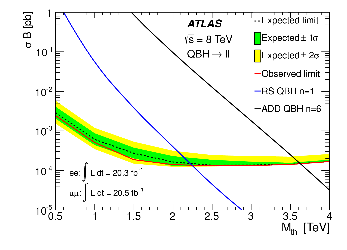 σ B [pb]
1
10⁻¹
10⁻²
10⁻³
10⁻⁴
10⁻⁵
ATLAS
√s = 8 TeV
QBH → ll
Expected limit
Expected ± 1σ
Expected ± 2σ
Observed limit
RS QBH n=1
ADD QBH n=6
ee: ∫ L dt = 20.3 fb⁻¹
μμ: ∫ L dt = 20.5 fb⁻¹
0.5 1 1.5 2 2.5 3 3.5 4
M_th [TeV]